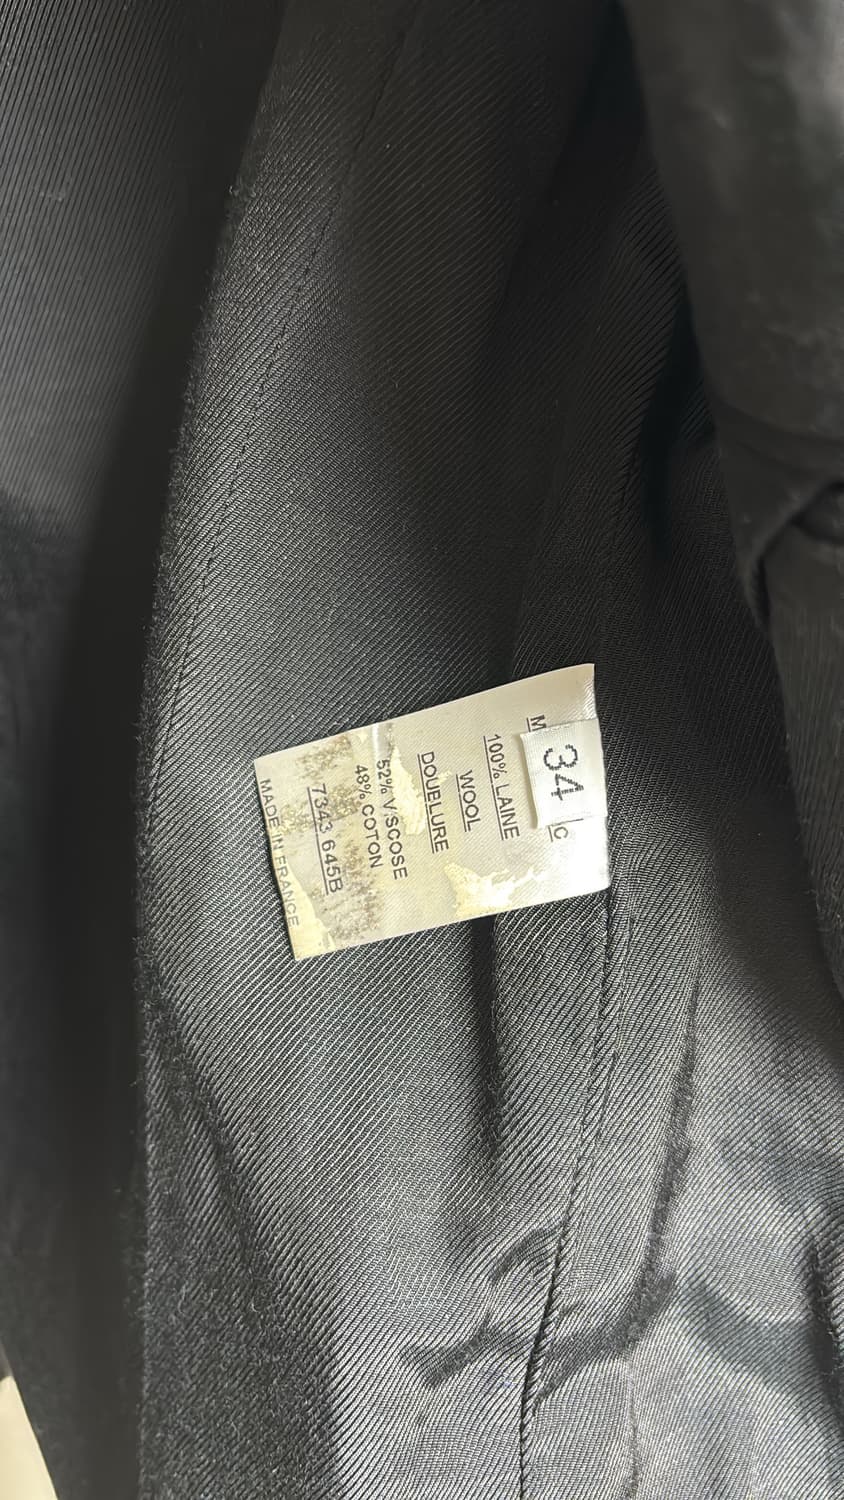 34
100% LAINE
WOOL
DOUBLURE
52% VISCOSE
48% COTON
7343 645B
MADE IN FRANCE